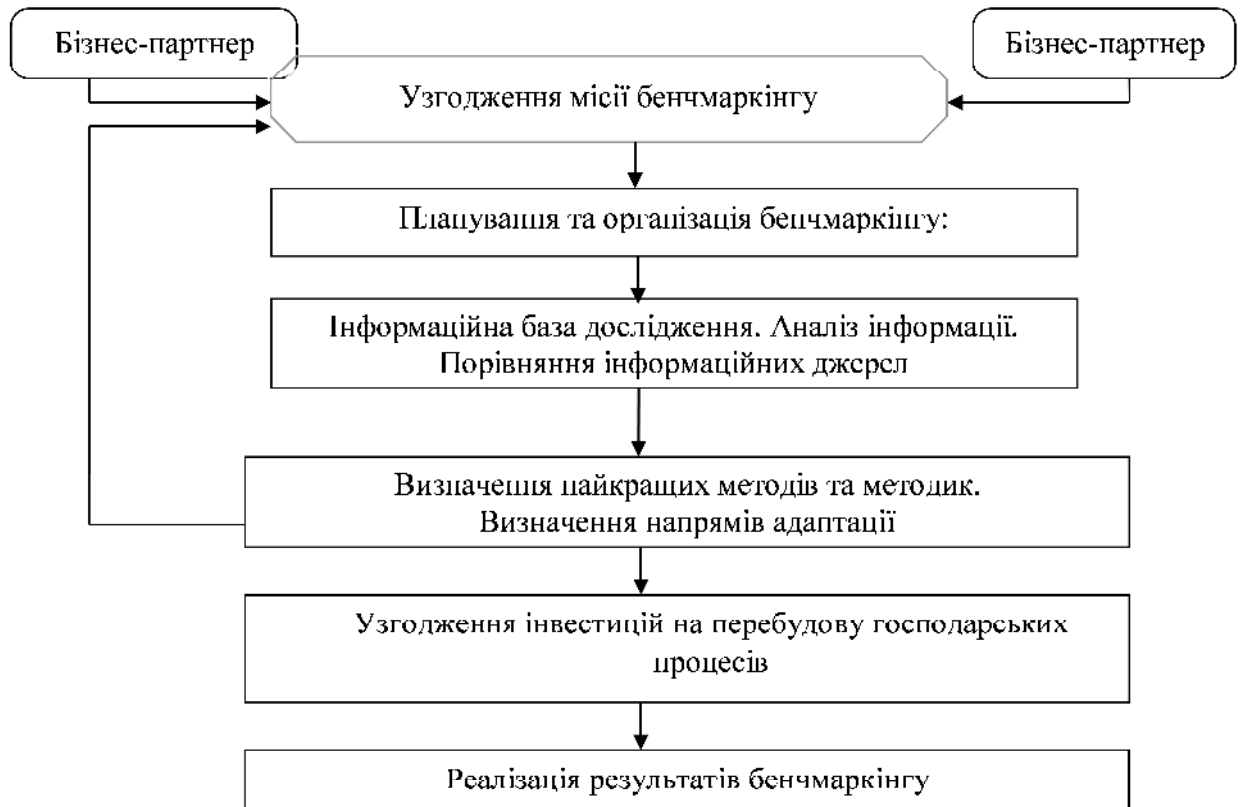 Бізнес-партнер
Бізнес-партнер
Узгодження місії бенчмаркінгу
Планування та організація бенчмаркінгу:
Інформаційна база дослідження. Аналіз інформації.
Порівняння інформаційних джерел
Визначення найкращих методів та методик.
Визначення напрямів адаптації
Узгодження інвестицій на перебудову господарських
процесів
Реалізація результатів бенчмаркінгу